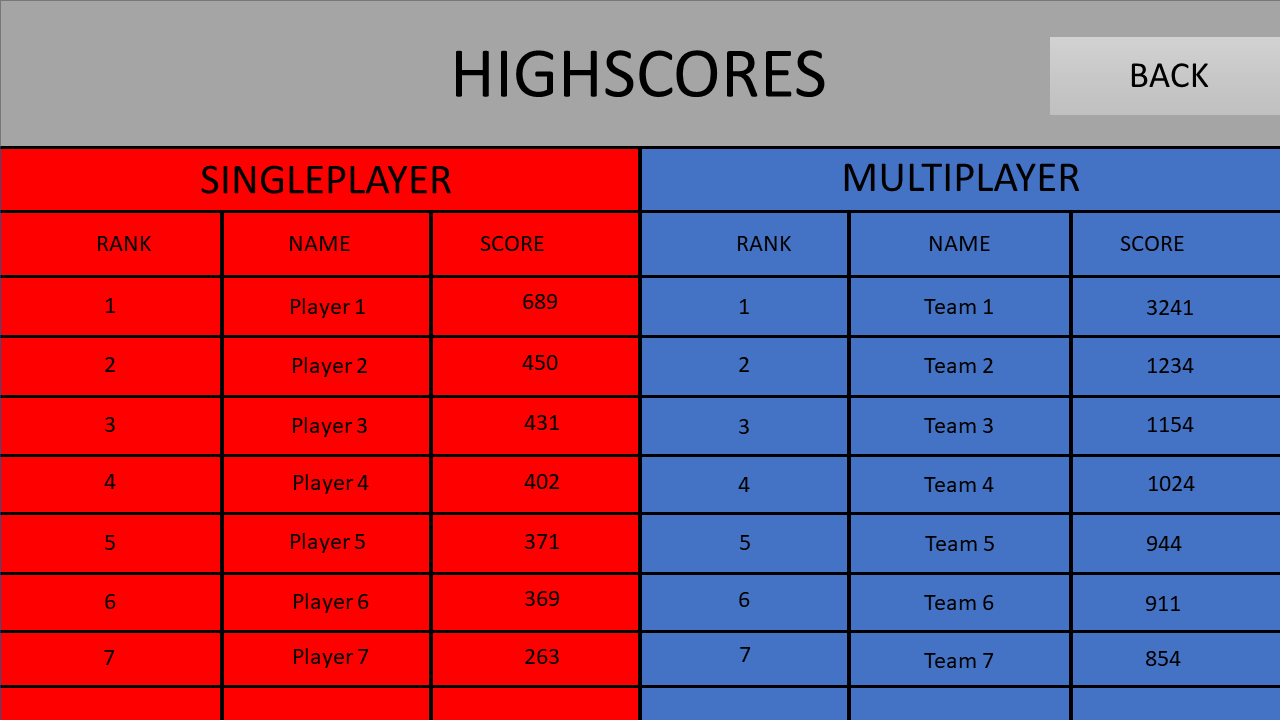 HIGHSCORES
BACK
SINGLEPLAYER
RANK NAME SCORE
1 Player 1 689
2 Player 2 450
3 Player 3 431
4 Player 4 402
5 Player 5 371
6 Player 6 369
7 Player 7 263
MULTIPLAYER
RANK NAME SCORE
1 Team 1 3241
2 Team 2 1234
3 Team 3 1154
4 Team 4 1024
5 Team 5 944
6 Team 6 911
7 Team 7 854